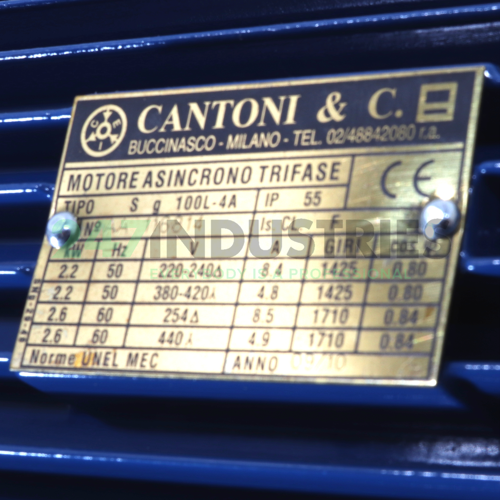 CANTONI & C.
BUCCINASCO - MILANO - TEL. 02/48842080 r.a.
MOTORE ASINCRONO TRIFASE
CE
TIPO S g 100L-4A IP 55
Nº Is CL F
kW Hz V A GIRI cos
2.2 50 220-240Δ 8.4 1425 0.80
2.2 50 380-420⅄ 4.8 1425 0.80
2.6 60 254Δ 8.5 1710 0.84
2.6 60 440⅄ 4.9 1710 0.84
Norme UNEL MEC ANNO
INDUSTRIES